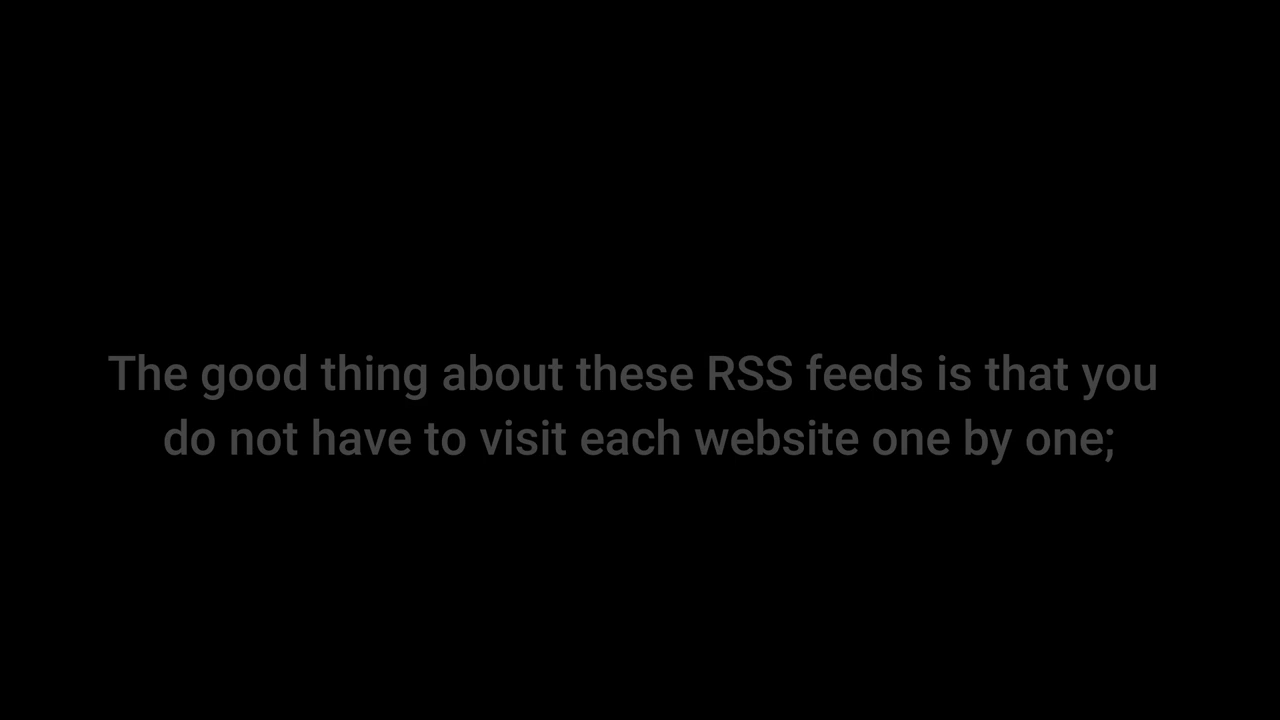 The good thing about these RSS feeds is that you
do not have to visit each website one by one;